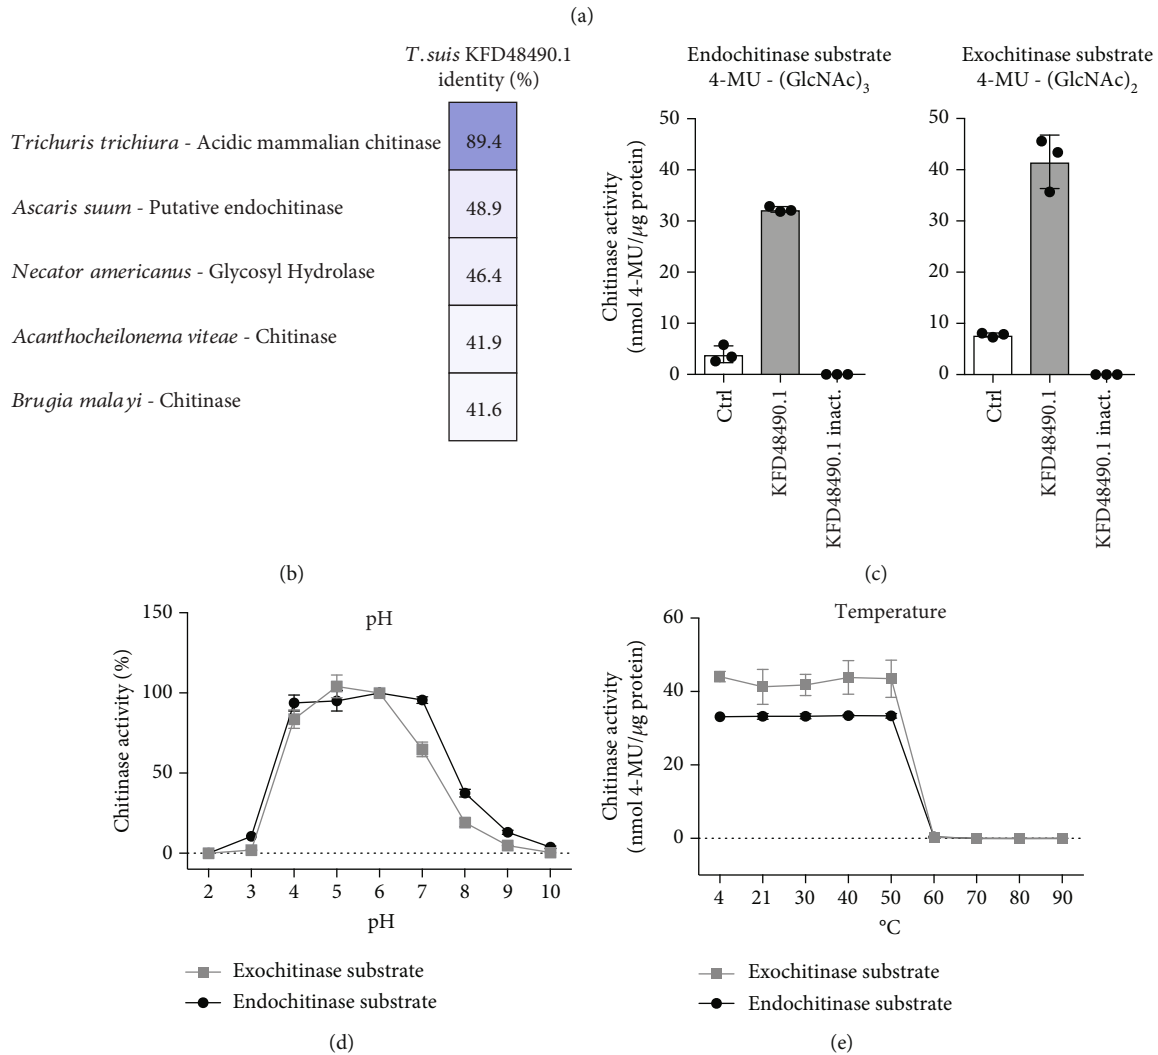 (a)
T. suis KFD48490.1
identity (%)
Trichuris trichiura - Acidic mammalian chitinase 89.4
Ascaris suum - Putative endochitinase 48.9
Necator americanus - Glycosyl Hydrolase 46.4
Acanthocheilonema viteae - Chitinase 41.9
Brugia malayi - Chitinase 41.6
(b)
Endochitinase substrate
4-MU - (GlcNAc)3
Chitinase activity
(nmol 4-MU/μg protein)
50
40
30
20
10
0
Ctrl
KFD48490.1
KFD48490.1 inact.
Exochitinase substrate
4-MU - (GlcNAc)2
50
40
30
20
10
0
Ctrl
KFD48490.1
KFD48490.1 inact.
(c)
pH
Chitinase activity (%)
150
100
50
0
2 3 4 5 6 7 8 9 10
pH
Exochitinase substrate
Endochitinase substrate
(d)
Temperature
Chitinase activity
(nmol 4-MU/μg protein)
60
40
20
0
4 21 30 40 50 60 70 80 90
°C
Exochitinase substrate
Endochitinase substrate
(e)